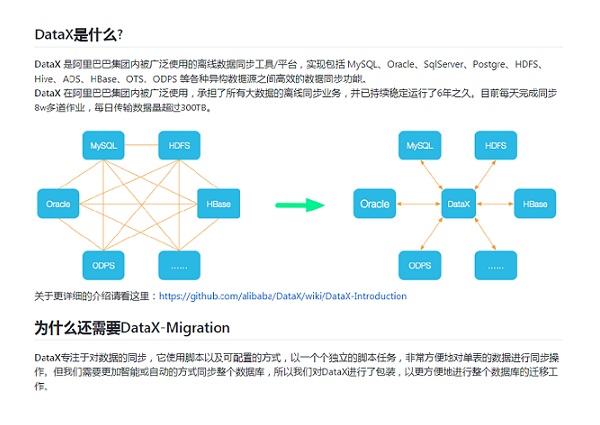 DataX是什么?
DataX 是阿里巴巴集团内被广泛使用的离线数据同步工具/平台，实现包括 MySQL、Oracle、SqlServer、Postgre、HDFS、
Hive、ADS、HBase、OTS、ODPS 等各种异构数据源之间高效的数据同步功能。
DataX 在阿里巴巴集团内被广泛使用，承担了所有大数据的离线同步业务，并已持续稳定运行了6年之久。目前每天完成同步
8w多道作业，每日传输数据量超过300TB。
MySQL
HDFS
Oracle
HBase
ODPS
......
MySQL
HDFS
Oracle
DataX
HBase
ODPS
......
关于更详细的介绍请看这里：https://github.com/alibaba/DataX/wiki/DataX-Introduction
为什么还需要DataX-Migration
DataX专注于对数据的同步，它使用脚本以及可配置的方式，以一个个独立的脚本任务，非常方便地对单表的数据进行同步操
作。但我们需要更加智能或自动的方式同步整个数据库，所以我们对DataX进行了包装，以更方便地进行整个数据库的迁移工
作。